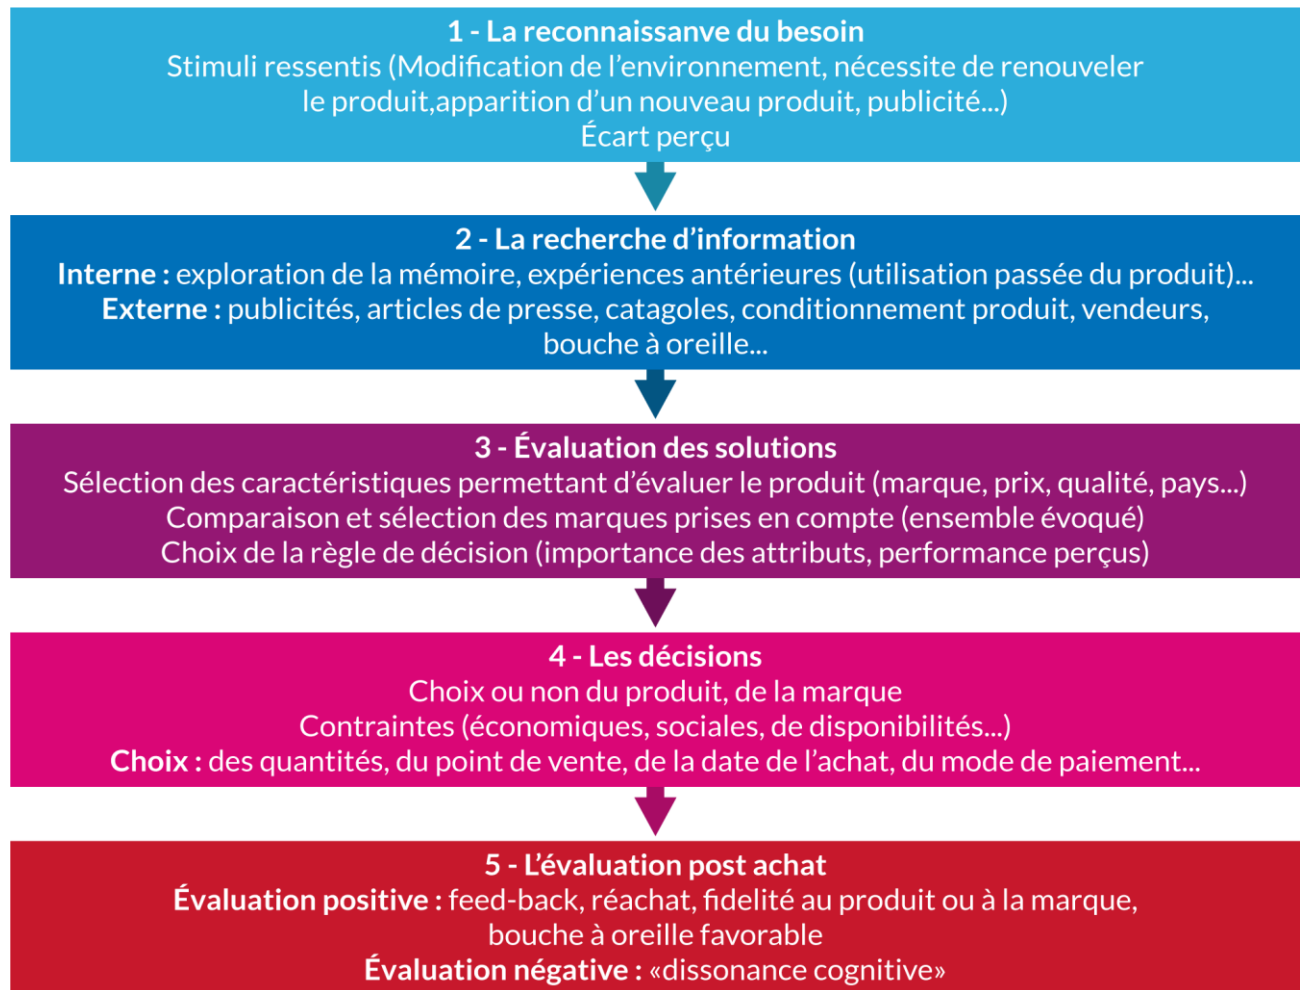 1 - La reconnaissanve du besoin
Stimuli ressentis (Modification de l’environnement, nécessite de renouveler
le produit,apparition d’un nouveau produit, publicité...)
Écart perçu
2 - La recherche d’information
Interne : exploration de la mémoire, expériences antérieures (utilisation passée du produit)...
Externe : publicités, articles de presse, catagoles, conditionnement produit, vendeurs,
bouche à oreille...
3 - Évaluation des solutions
Sélection des caractéristiques permettant d’évaluer le produit (marque, prix, qualité, pays...)
Comparaison et sélection des marques prises en compte (ensemble évoqué)
Choix de la règle de décision (importance des attributs, performance perçus)
4 - Les décisions
Choix ou non du produit, de la marque
Contraintes (économiques, sociales, de disponibilités...)
Choix : des quantités, du point de vente, de la date de l’achat, du mode de paiement...
5 - L’évaluation post achat
Évaluation positive : feed-back, réachat, fidelité au produit ou à la marque,
bouche à oreille favorable
Évaluation négative : «dissonance cognitive»